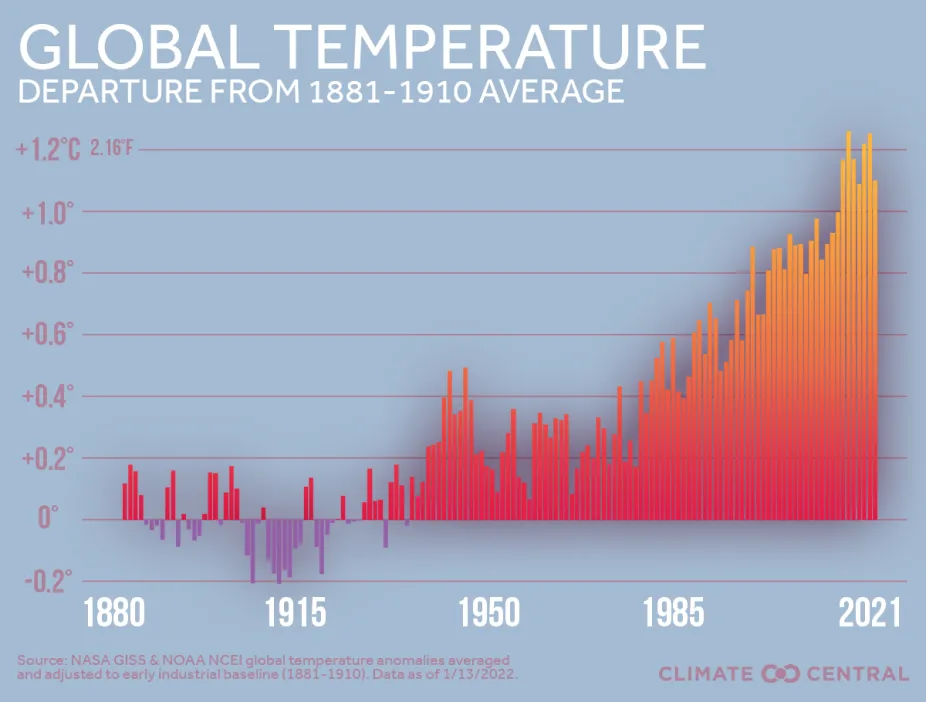 GLOBAL TEMPERATURE
DEPARTURE FROM 1881-1910 AVERAGE
+1.2°C 2.16°F
+1.0°
+0.8°
+0.6°
+0.4°
+0.2°
0°
-0.2°
1880 1915 1950 1985 2021
Source: NASA GISS & NOAA NCEI global temperature anomalies averaged
and adjusted to early industrial baseline (1881-1910). Data as of 1/13/2022.
CLIMATE CENTRAL